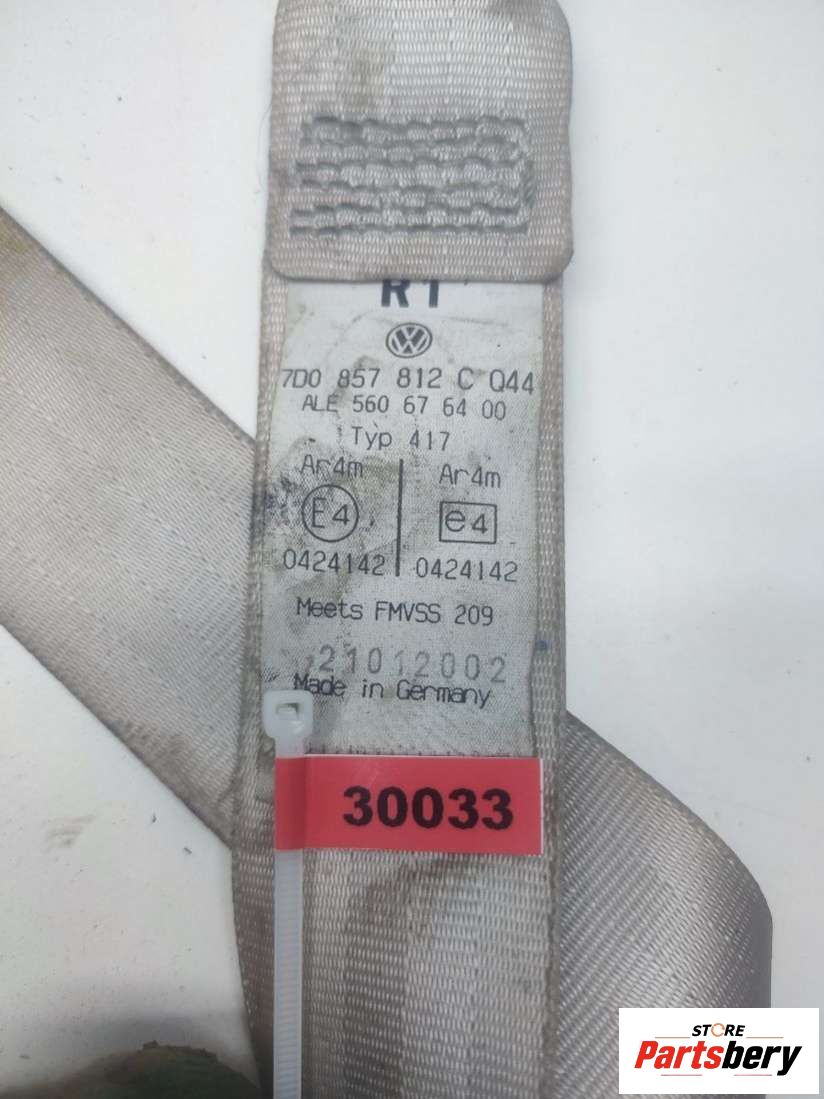 R1
VW
7D0 857 812 C Q44
ALE 560 67 64 00
Typ 417
Ar4m Ar4m
E4 e4
0424142 0424142
Meets FMVSS 209
21012002
Made in Germany
30033
STORE
Partsbery